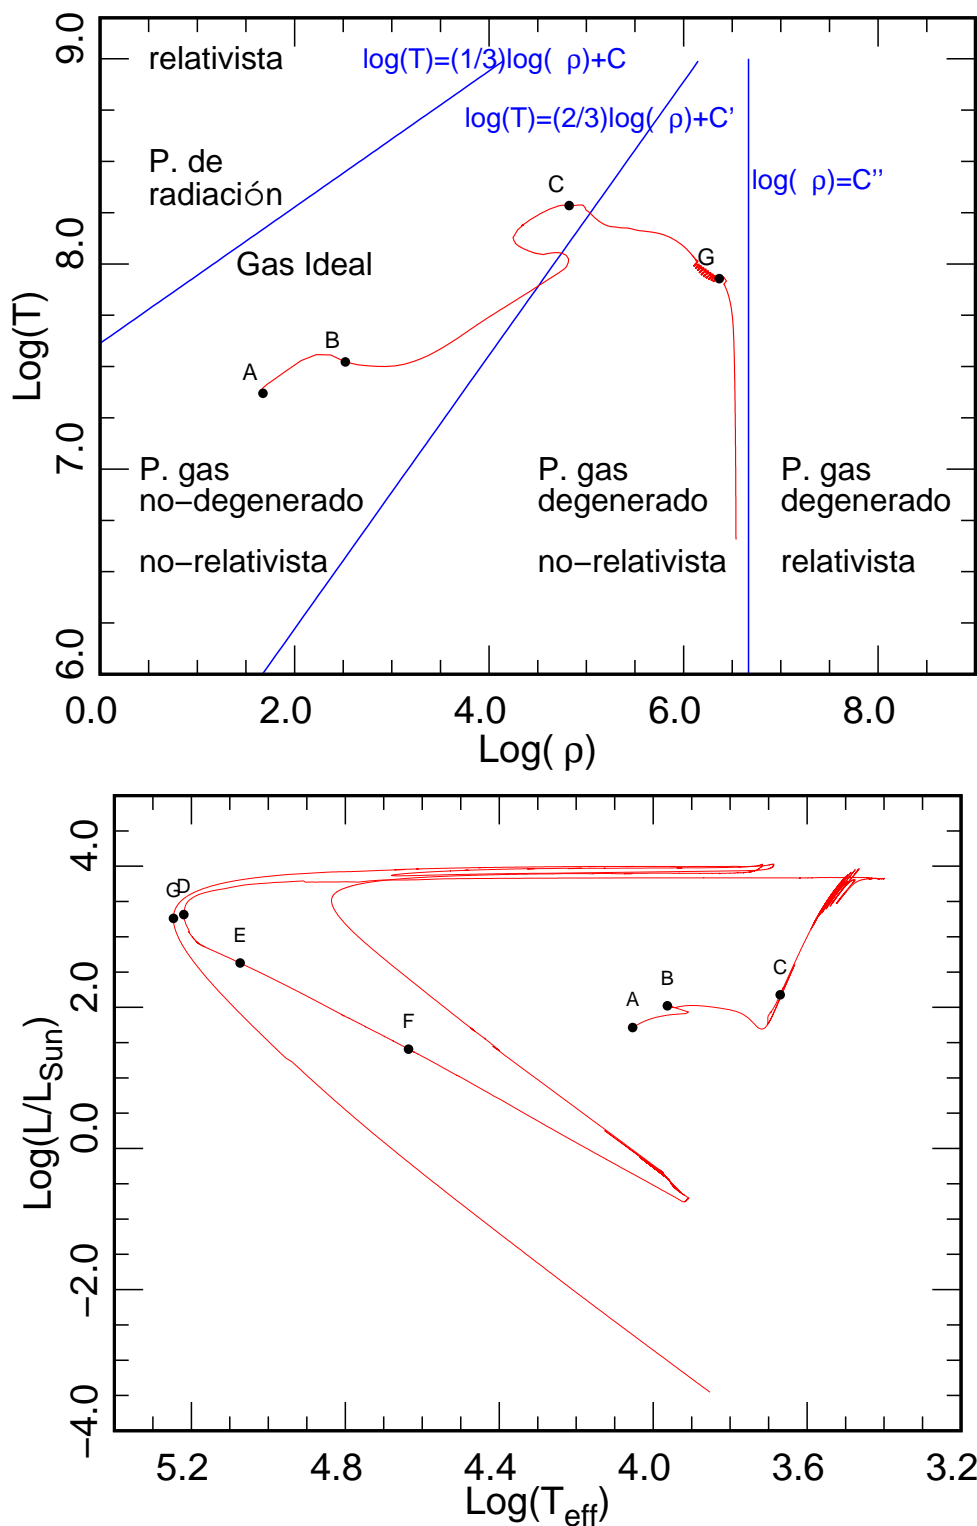 9.0
relativista
log(T)=(1/3)log( ρ)+C
log(T)=(2/3)log( ρ)+C'
P. de
radiación
log( ρ)=C''
C
8.0
Gas Ideal
G
Log(T)
B
A
7.0
P. gas
no-degenerado
no-relativista
P. gas
degenerado
no-relativista
P. gas
degenerado
relativista
6.0
0.0 2.0 4.0 6.0 8.0
Log( ρ)
4.0
G D
E
C
B
A
2.0
F
Log(L/LSun)
0.0
−2.0
−4.0
5.2 4.8 4.4 4.0 3.6 3.2
Log(Teff)